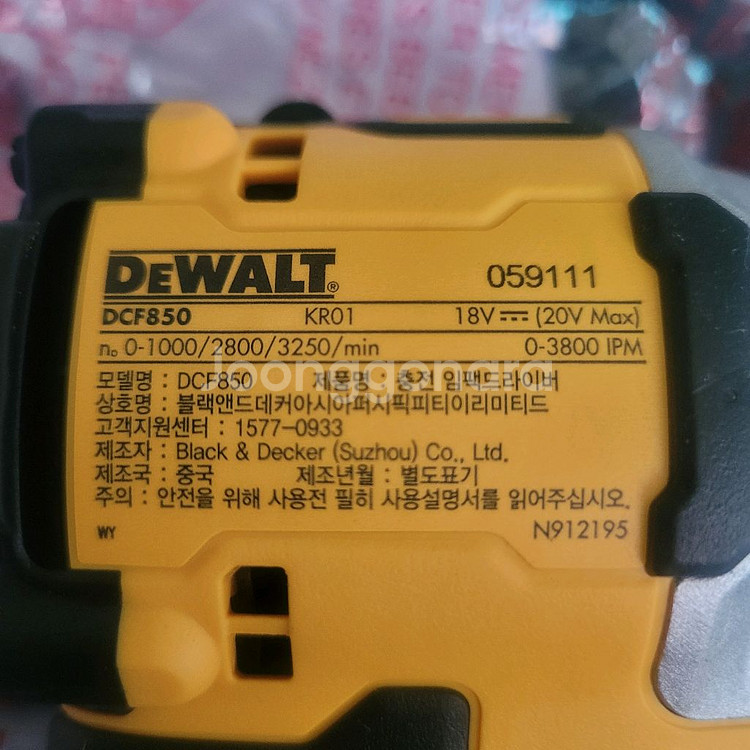 DEWALT® 059111
DCF850 KR01 18V⎓(20V Max)
n₀ 0-1000/2800/3250/min 0-3800 IPM
모델명 : DCF850 제품명 : 충전 임팩드라이버
상호명 : 블랙앤드데커아시아퍼시픽피티이리미티드
고객지원센터 : 1577-0933
제조자 : Black & Decker (Suzhou) Co., Ltd.
제조국 : 중국 제조년월 : 별도표기
주의 : 안전을 위해 사용전 필히 사용설명서를 읽어주십시오.
WY N912195
joonggonara